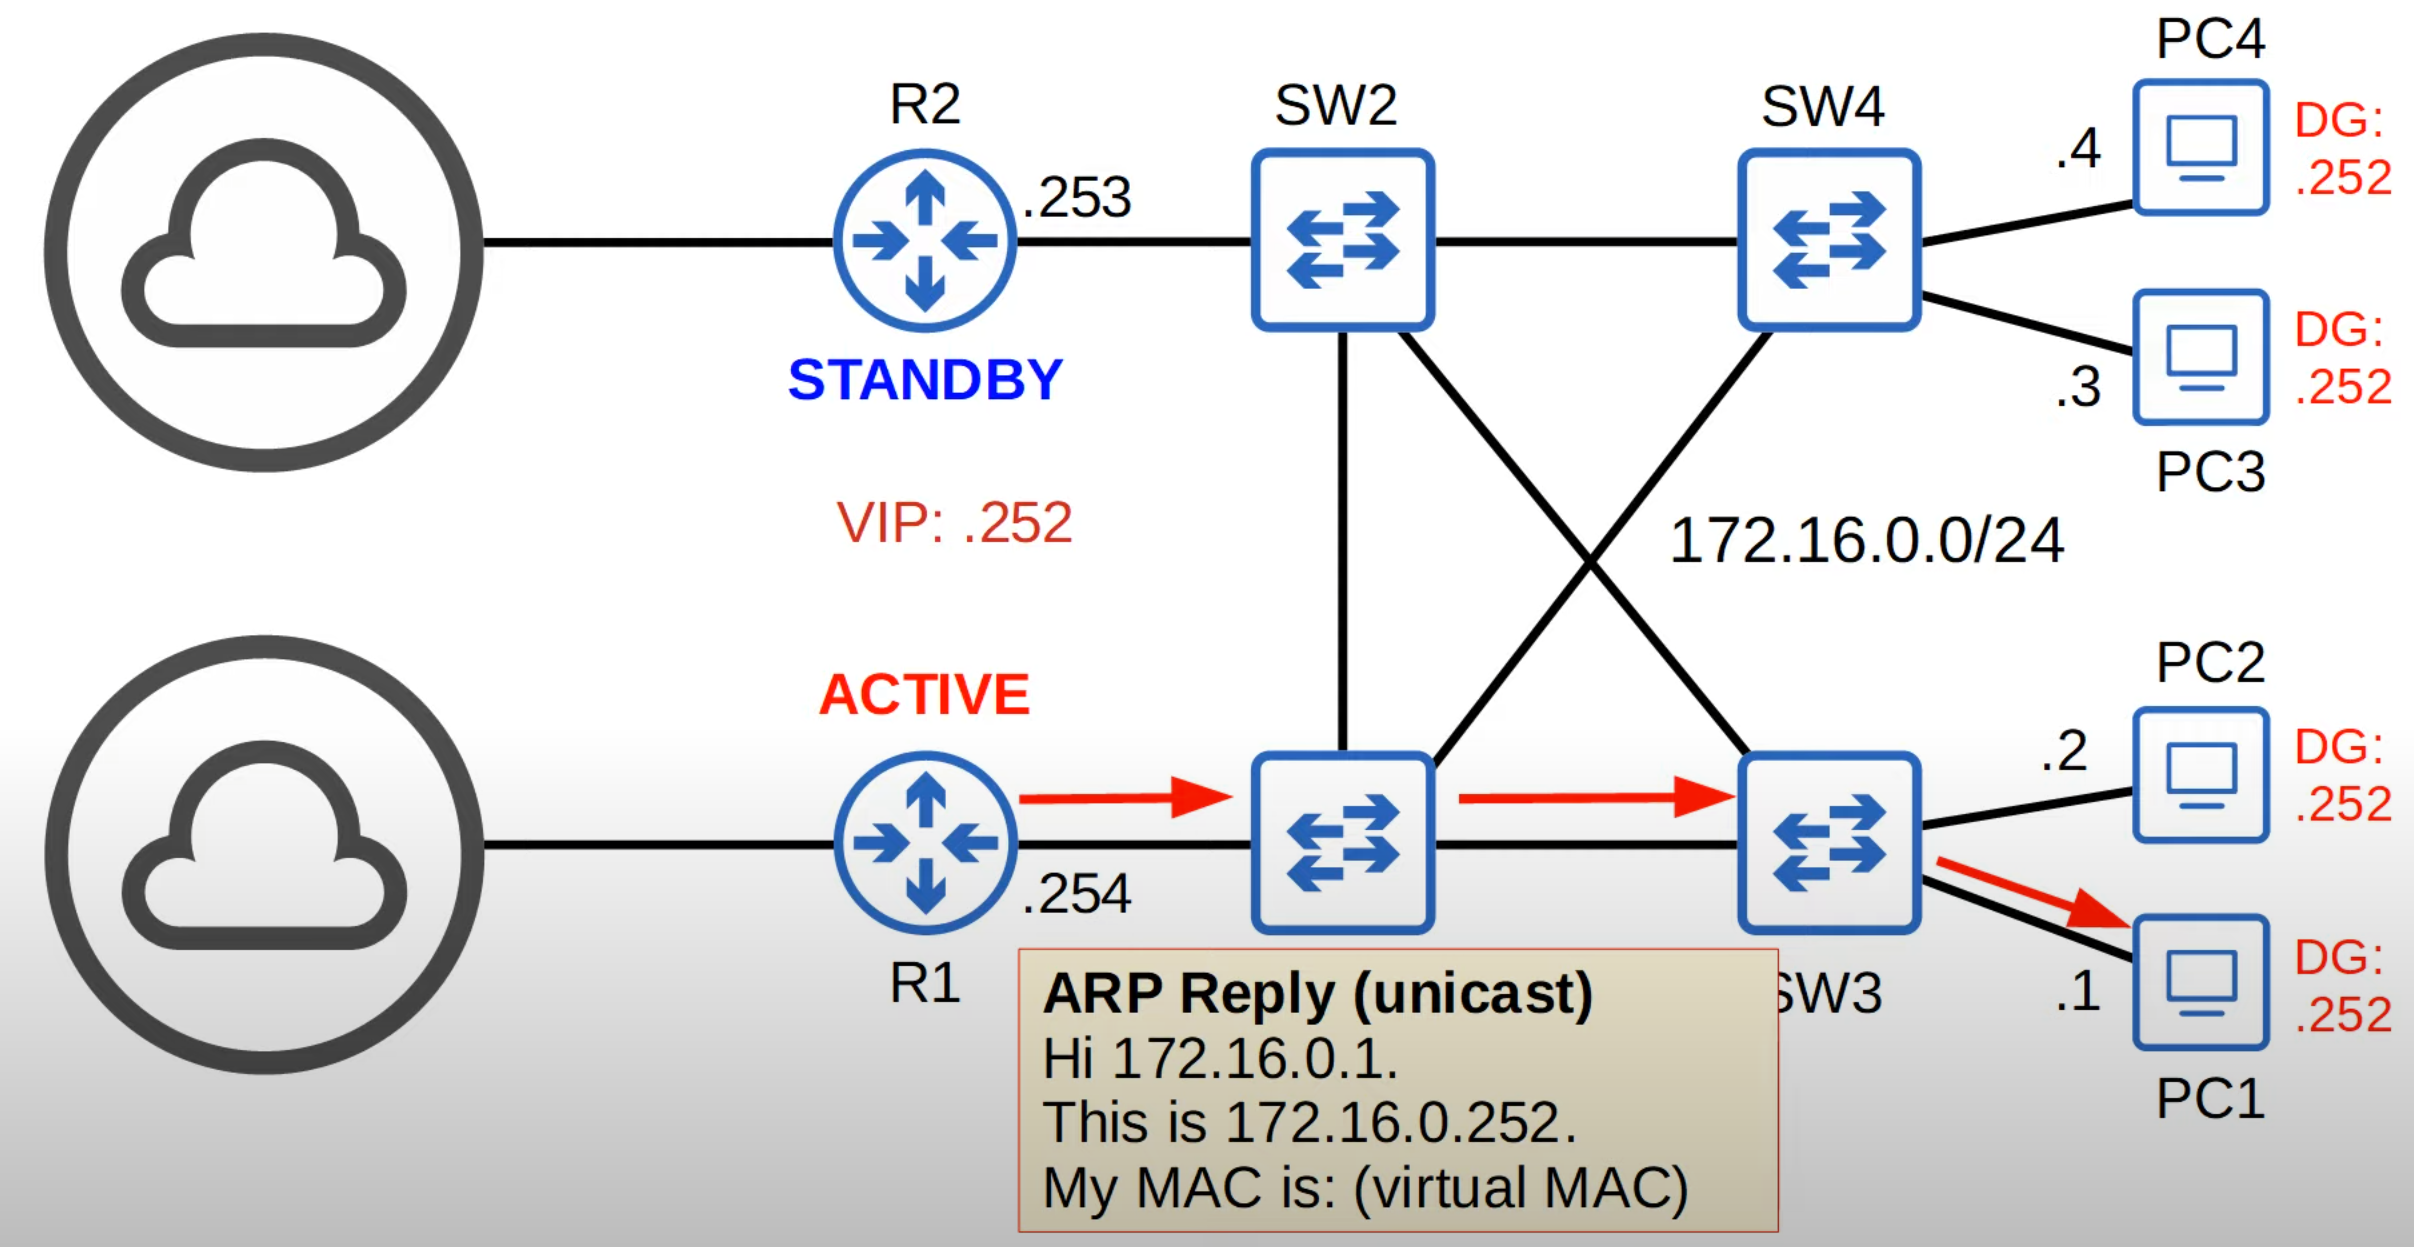 PC4
R2
SW2
SW4
DG:
.252
.4
.253
DG:
.252
.3
STANDBY
PC3
VIP: .252
172.16.0.0/24
PC2
ACTIVE
.2
DG:
.252
.254
R1
SW3
DG:
.252
.1
PC1
ARP Reply (unicast)
Hi 172.16.0.1.
This is 172.16.0.252.
My MAC is: (virtual MAC)